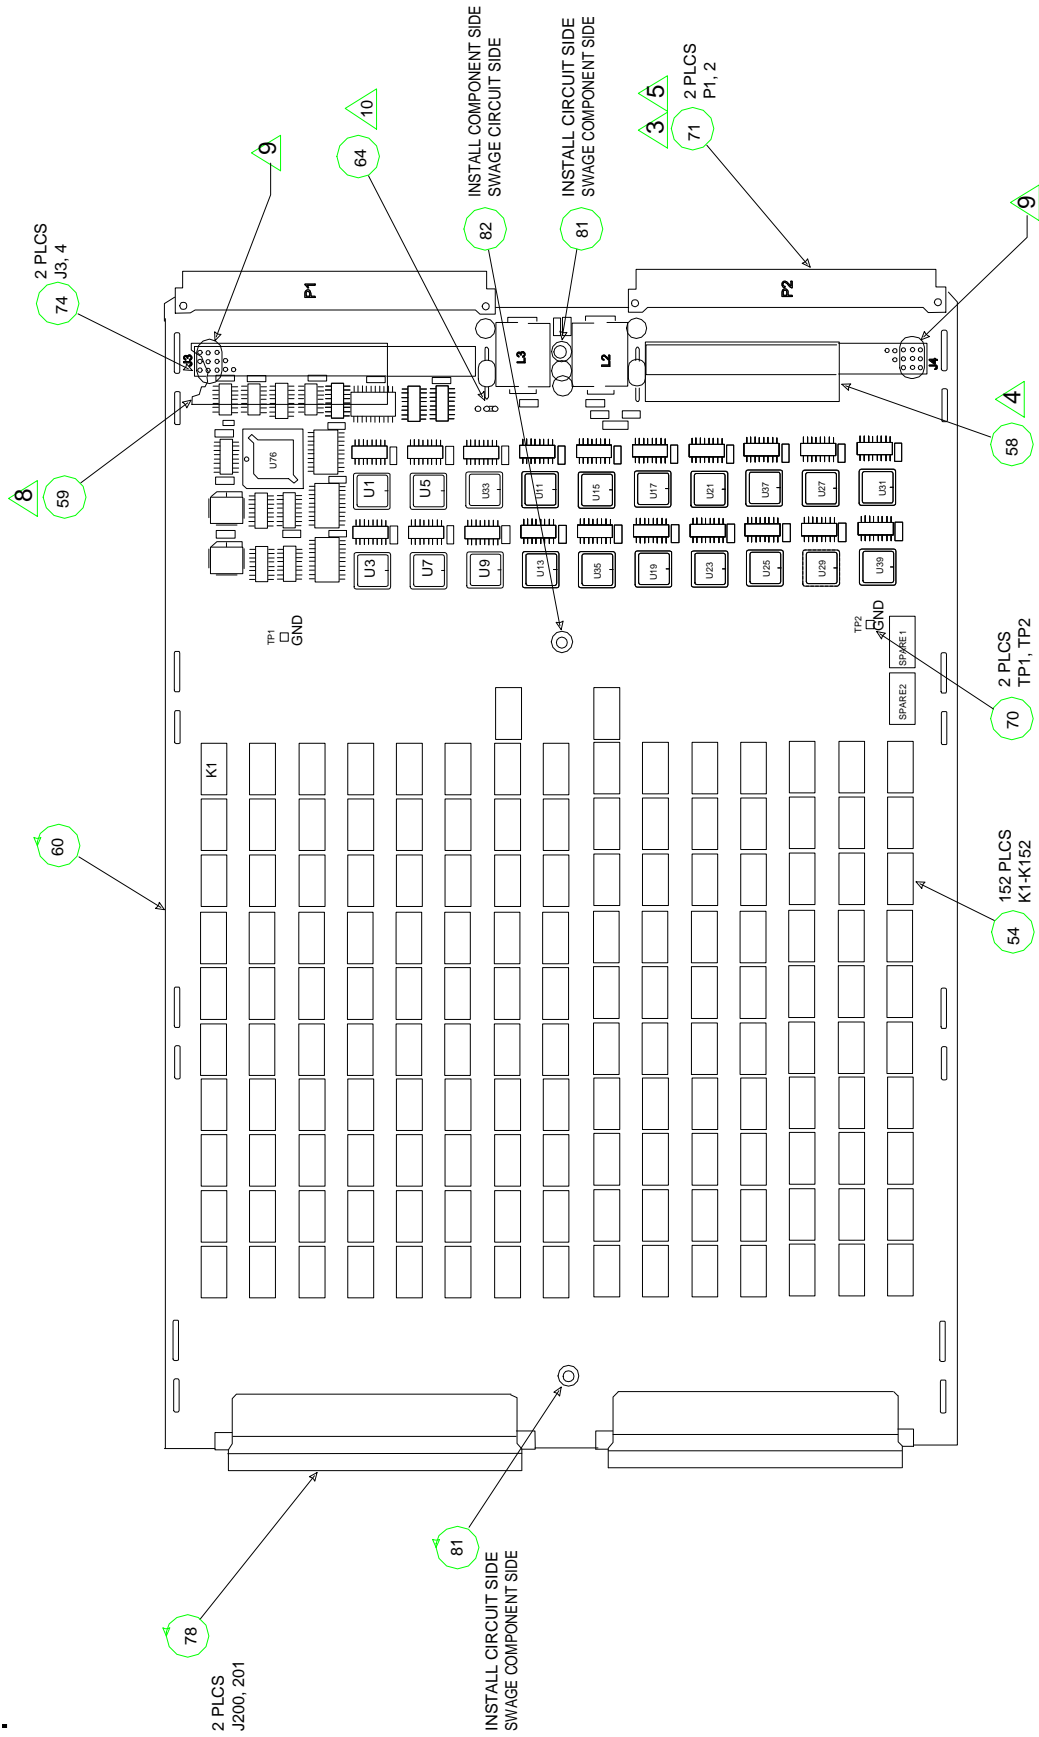 2 PLCS
J3, 4
74
9
10
64
INSTALL COMPONENT SIDE
SWAGE CIRCUIT SIDE
82
INSTALL CIRCUIT SIDE
SWAGE COMPONENT SIDE
81
3
5
2 PLCS
P1, 2
71
9
8
59
4
58
P1
P2
J3
J4
L3
L2
U76
U1
U5
U33
U11
U15
U17
U21
U37
U27
U31
U3
U7
U9
U13
U35
U19
U23
U25
U29
U39
TP1
GND
TP2
GND
SPARE1
SPARE2
2 PLCS
TP1, TP2
70
K1
60
152 PLCS
K1-K152
54
81
INSTALL CIRCUIT SIDE
SWAGE COMPONENT SIDE
78
2 PLCS
J200, 201